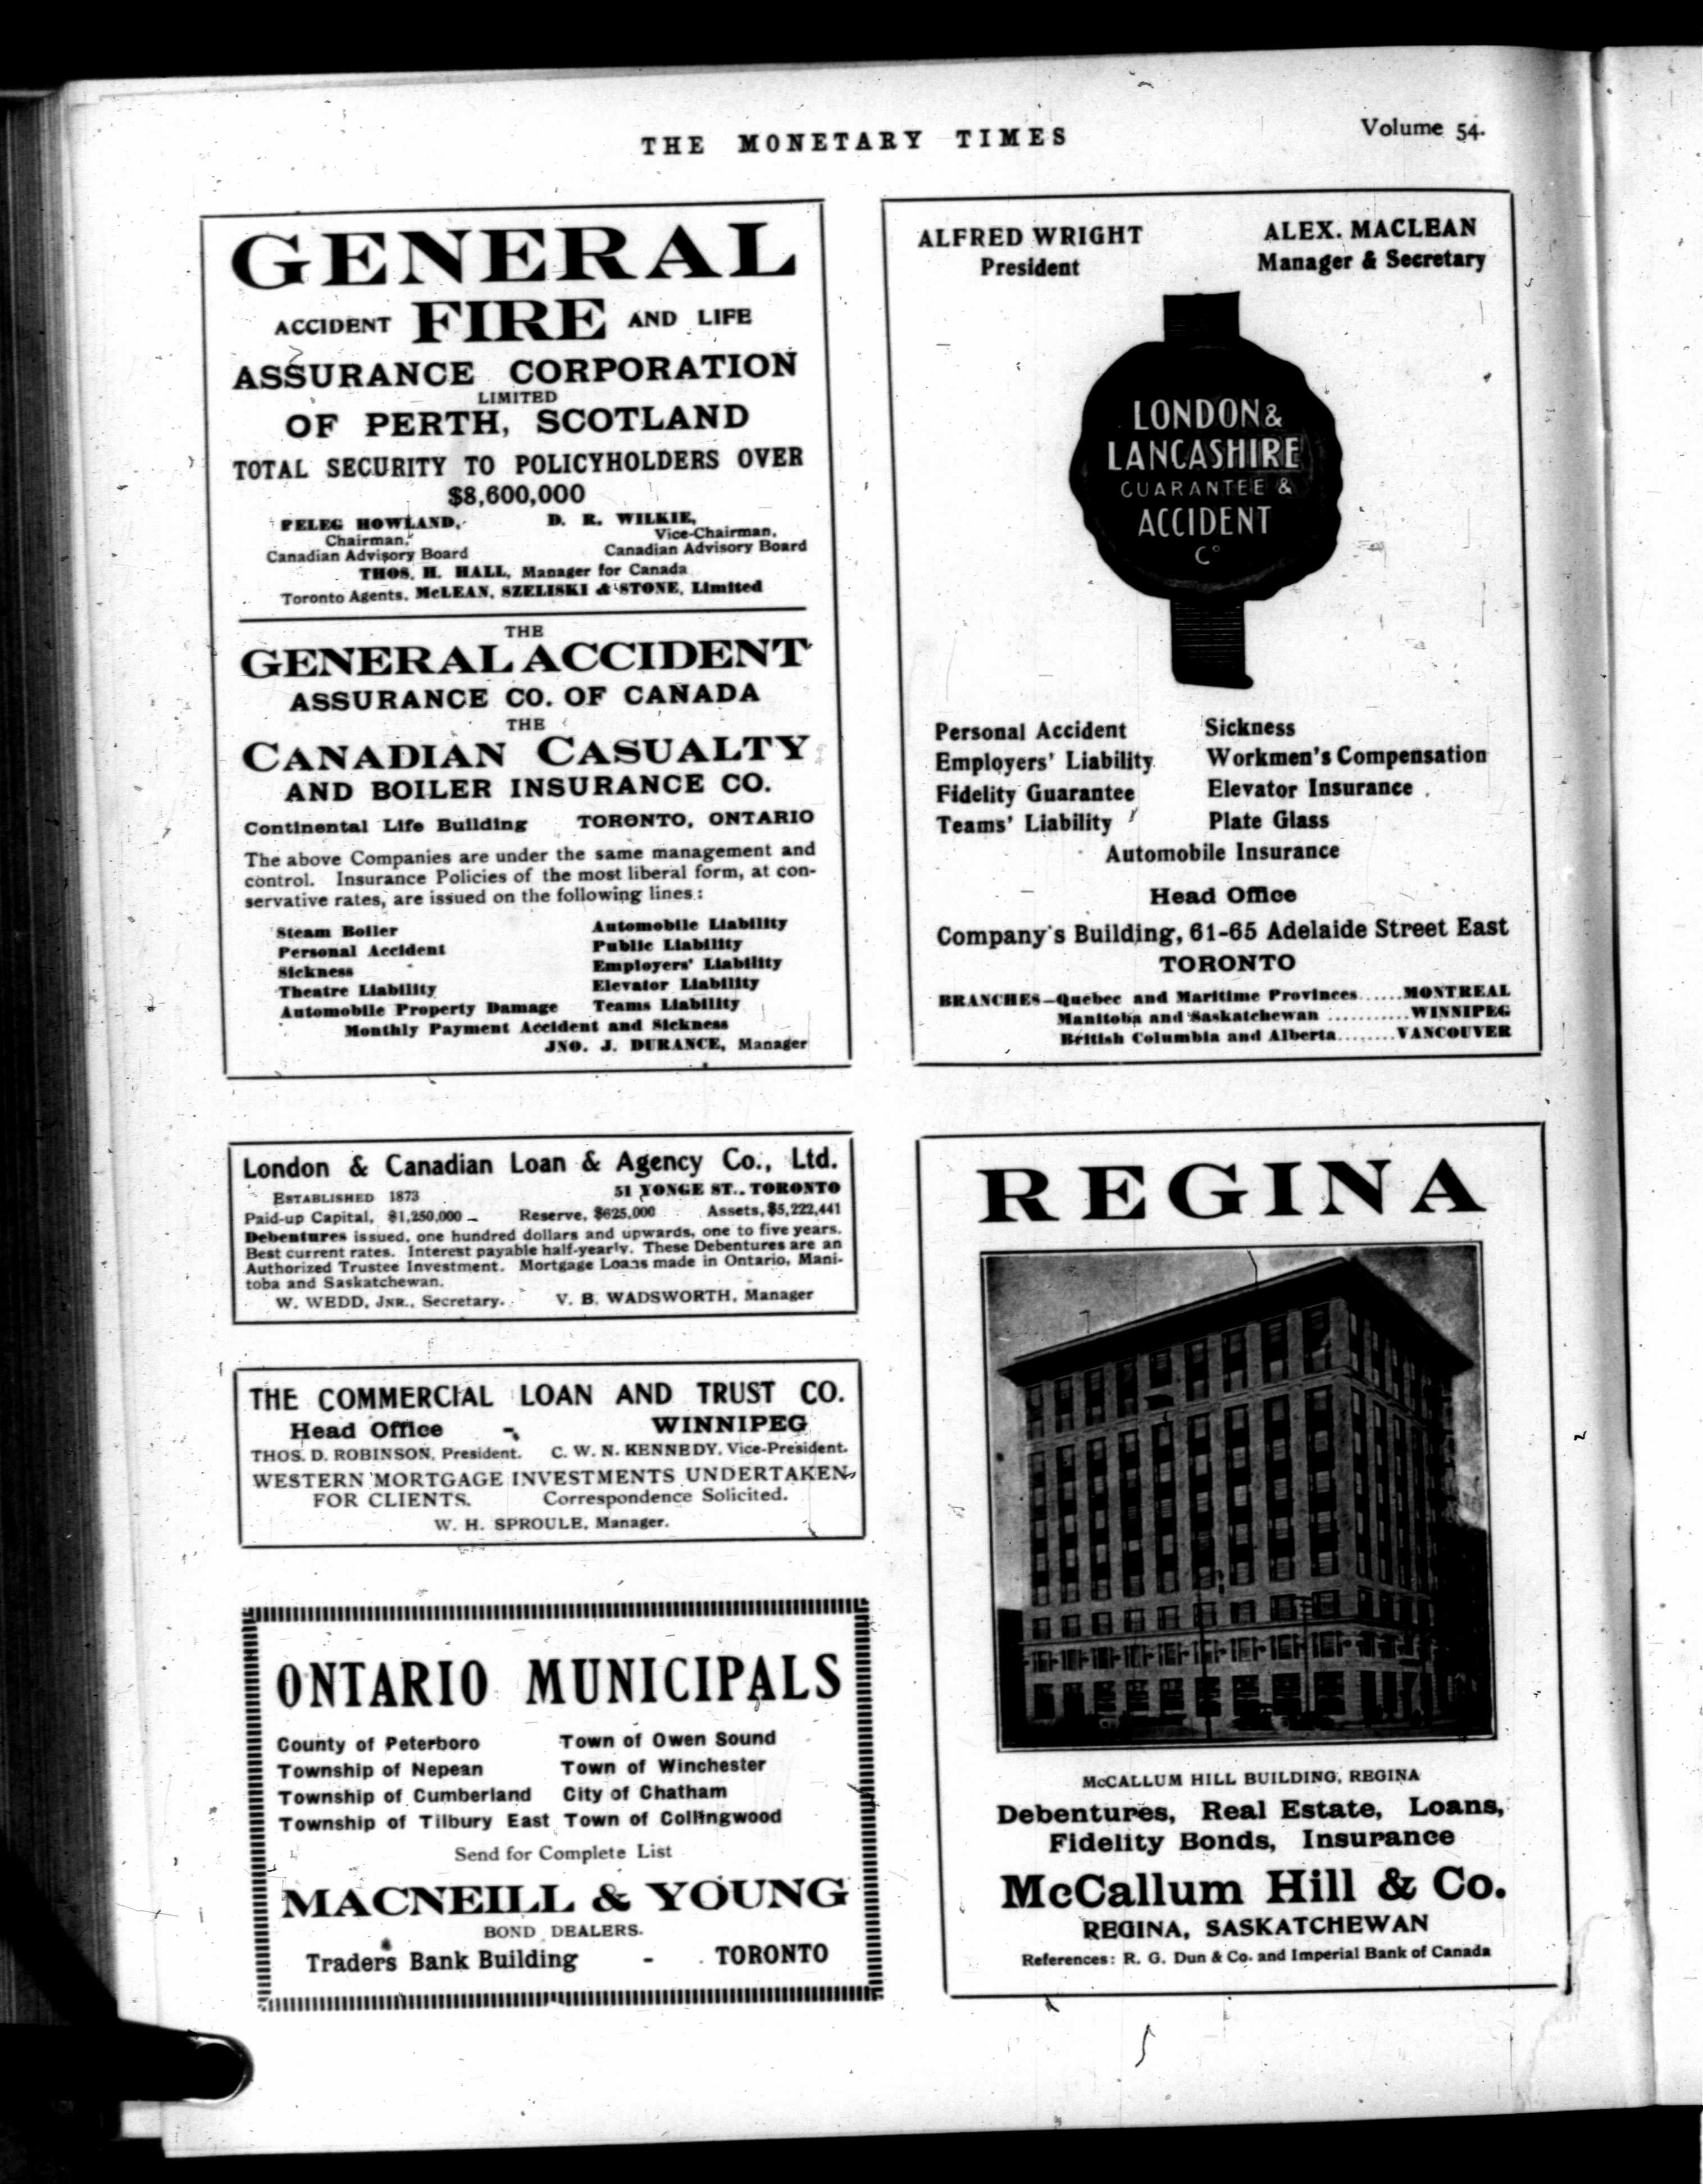 THE MONETARY TIMES
Volume 54.
GENERAL
ACCIDENT FIRE AND LIFE
ASSURANCE CORPORATION
LIMITED
OF PERTH, SCOTLAND
TOTAL SECURITY TO POLICYHOLDERS OVER
$8,600,000
PELEG HOWLAND, D. R. WILKIE,
Chairman, Vice-Chairman,
Canadian Advisory Board Canadian Advisory Board
THOS. H. HALL, Manager for Canada
Toronto Agents, McLEAN, SZELISKI & STONE, Limited
THE
GENERAL ACCIDENT
ASSURANCE CO. OF CANADA
THE
CANADIAN CASUALTY
AND BOILER INSURANCE CO.
Continental Life Building TORONTO, ONTARIO
The above Companies are under the same management and
control. Insurance Policies of the most liberal form, at con-
servative rates, are issued on the following lines:
Steam Boiler Automobile Liability
Personal Accident Public Liability
Sickness Employers' Liability
Theatre Liability Elevator Liability
Automobile Property Damage Teams Liability
Monthly Payment Accident and Sickness
JNO. J. DURANCE, Manager
London & Canadian Loan & Agency Co., Ltd.
ESTABLISHED 1873 51 YONGE ST., TORONTO
Paid-up Capital, $1,250,000 Reserve, $625,000 Assets, $5,222,441
Debentures issued, one hundred dollars and upwards, one to five years.
Best current rates. Interest payable half-yearly. These Debentures are an
Authorized Trustee Investment. Mortgage Loans made in Ontario, Mani-
toba and Saskatchewan.
W. WEDD, JNR., Secretary. V. B. WADSWORTH, Manager
THE COMMERCIAL LOAN AND TRUST CO.
Head Office - WINNIPEG
THOS. D. ROBINSON, President. C. W. N. KENNEDY, Vice-President.
WESTERN MORTGAGE INVESTMENTS UNDERTAKEN
FOR CLIENTS. Correspondence Solicited.
W. H. SPROULE, Manager.
ONTARIO MUNICIPALS
County of Peterboro Town of Owen Sound
Township of Nepean Town of Winchester
Township of Cumberland City of Chatham
Township of Tilbury East Town of Collingwood
Send for Complete List
MACNEILL & YOUNG
BOND DEALERS.
Traders Bank Building - TORONTO
ALFRED WRIGHT ALEX. MACLEAN
President Manager & Secretary
LONDON &
LANCASHIRE
GUARANTEE &
ACCIDENT
Co
Personal Accident Sickness
Employers' Liability Workmen's Compensation
Fidelity Guarantee Elevator Insurance
Teams' Liability Plate Glass
Automobile Insurance
Head Office
Company's Building, 61-65 Adelaide Street East
TORONTO
BRANCHES—Quebec and Maritime Provinces......MONTREAL
Manitoba and Saskatchewan ...........WINNIPEG
British Columbia and Alberta........VANCOUVER
REGINA
McCALLUM HILL BUILDING, REGINA
Debentures, Real Estate, Loans,
Fidelity Bonds, Insurance
McCallum Hill & Co.
REGINA, SASKATCHEWAN
References: R. G. Dun & Co. and Imperial Bank of Canada